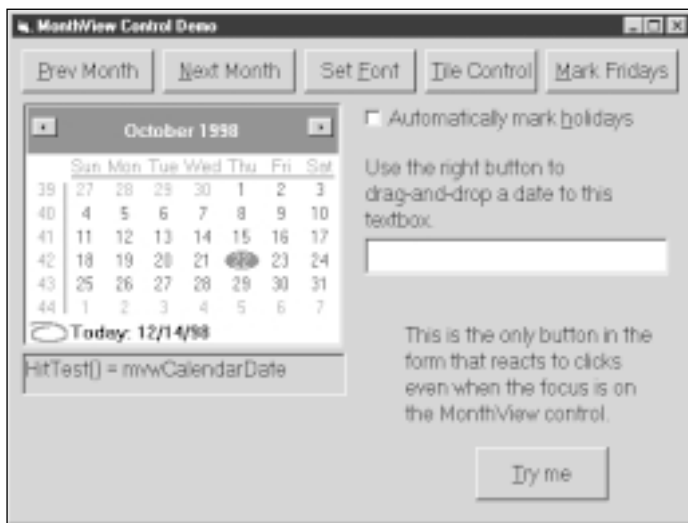 MonthView Control Demo
Prev Month Next Month Set Font Tile Control Mark Fridays
October 1998
Sun Mon Tue Wed Thu Fri Sat
39 27 28 29 30 1 2 3
40 4 5 6 7 8 9 10
41 11 12 13 14 15 16 17
42 18 19 20 21 22 23 24
43 25 26 27 28 29 30 31
44 1 2 3 4 5 6 7
Today: 12/14/98
HitTest() = mvwCalendarDate
Automatically mark holidays
Use the right button to
drag-and-drop a date to this
textbox.
This is the only button in the
form that reacts to clicks
even when the focus is on
the MonthView control.
Try me